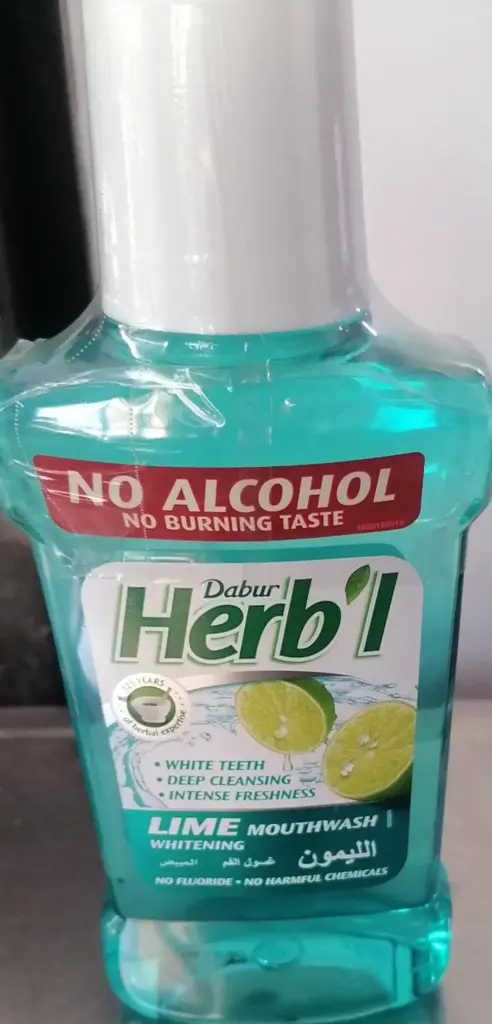 NO ALCOHOL
NO BURNING TASTE
Dabur
Herb'l
125 YEARS
of herbal expertise
• WHITE TEETH
• DEEP CLEANSING
• INTENSE FRESHNESS
LIME MOUTHWASH
WHITENING
المبيض غسول الفم الليمون
NO FLUORIDE • NO HARMFUL CHEMICALS